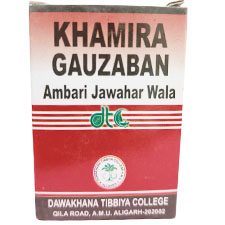 KHAMIRA
GAUZABAN
Ambari Jawahar Wala
dtc
DAWAKHANA TIBBIYA COLLEGE
QILA ROAD, A.M.U. ALIGARH-202002